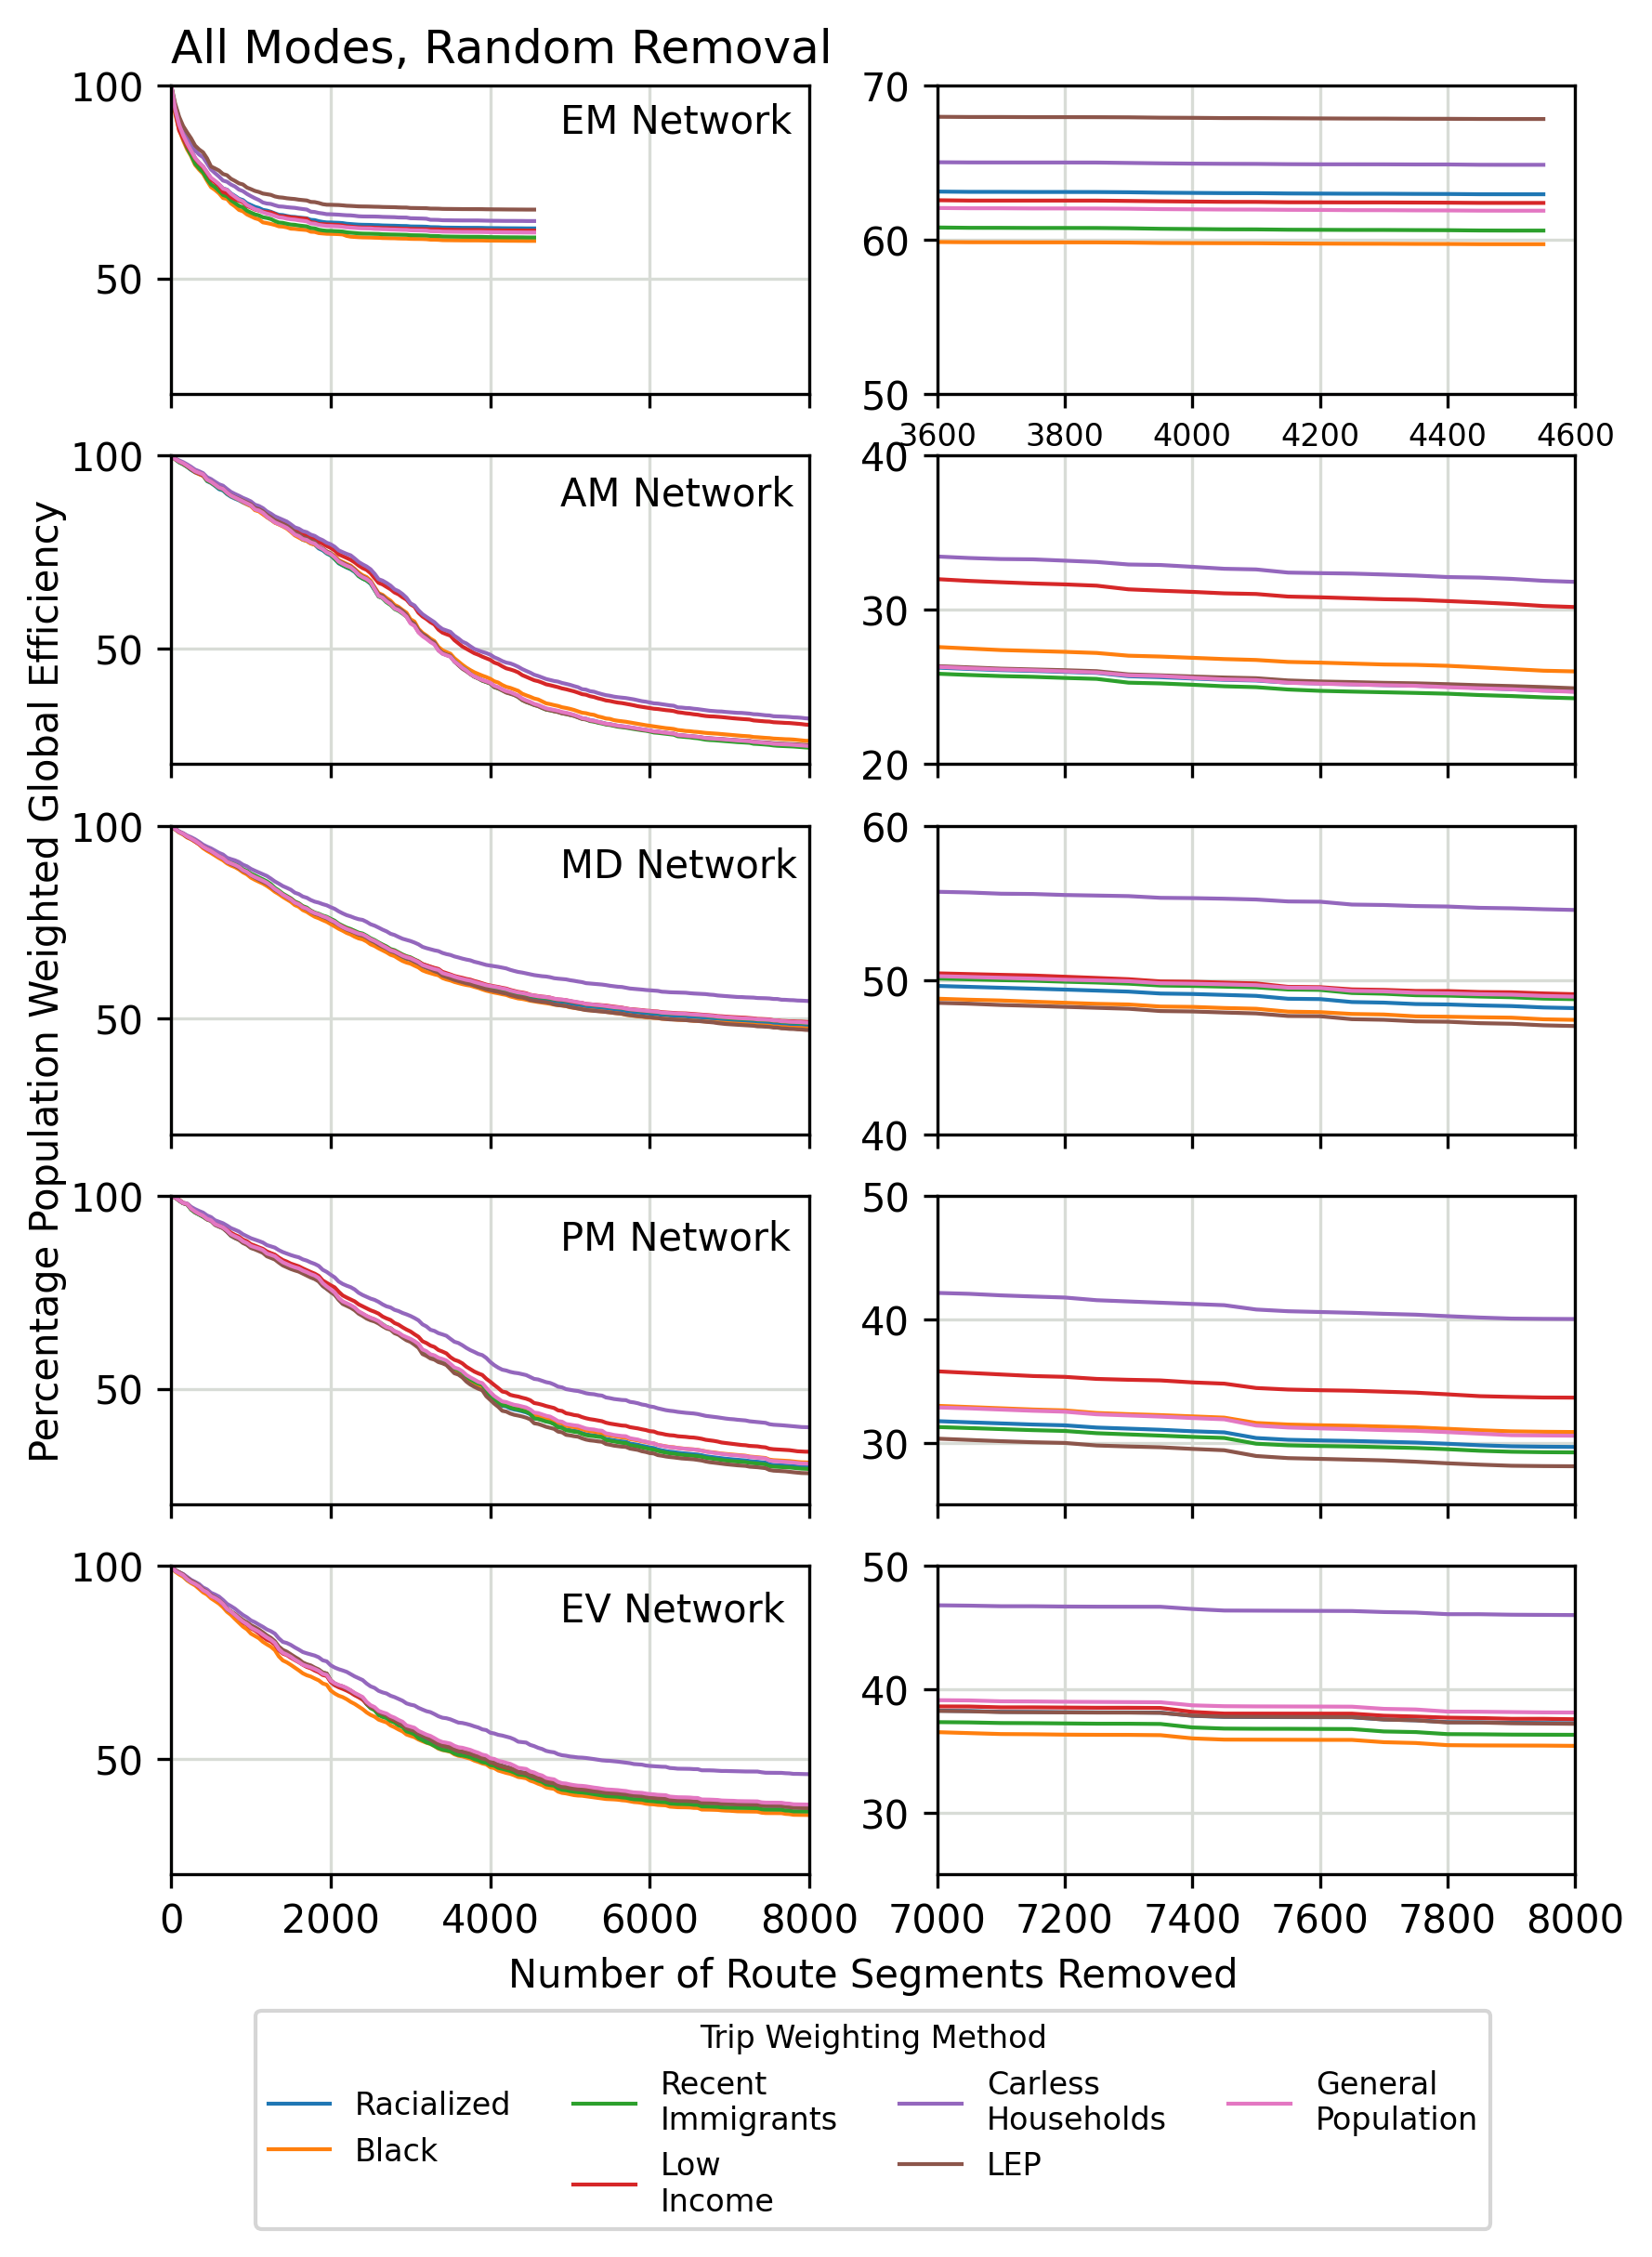 All Modes, Random Removal
Percentage Population Weighted Global Efficiency
100
50
EM Network
70
60
50
3600 3800 4000 4200 4400 4600
100
50
AM Network
40
30
20
100
50
MD Network
60
50
40
100
50
PM Network
50
40
30
100
50
EV Network
50
40
30
0 2000 4000 6000 8000
7000 7200 7400 7600 7800 8000
Number of Route Segments Removed
Trip Weighting Method
Racialized
Black
Recent
Immigrants
Low
Income
Carless
Households
LEP
General
Population